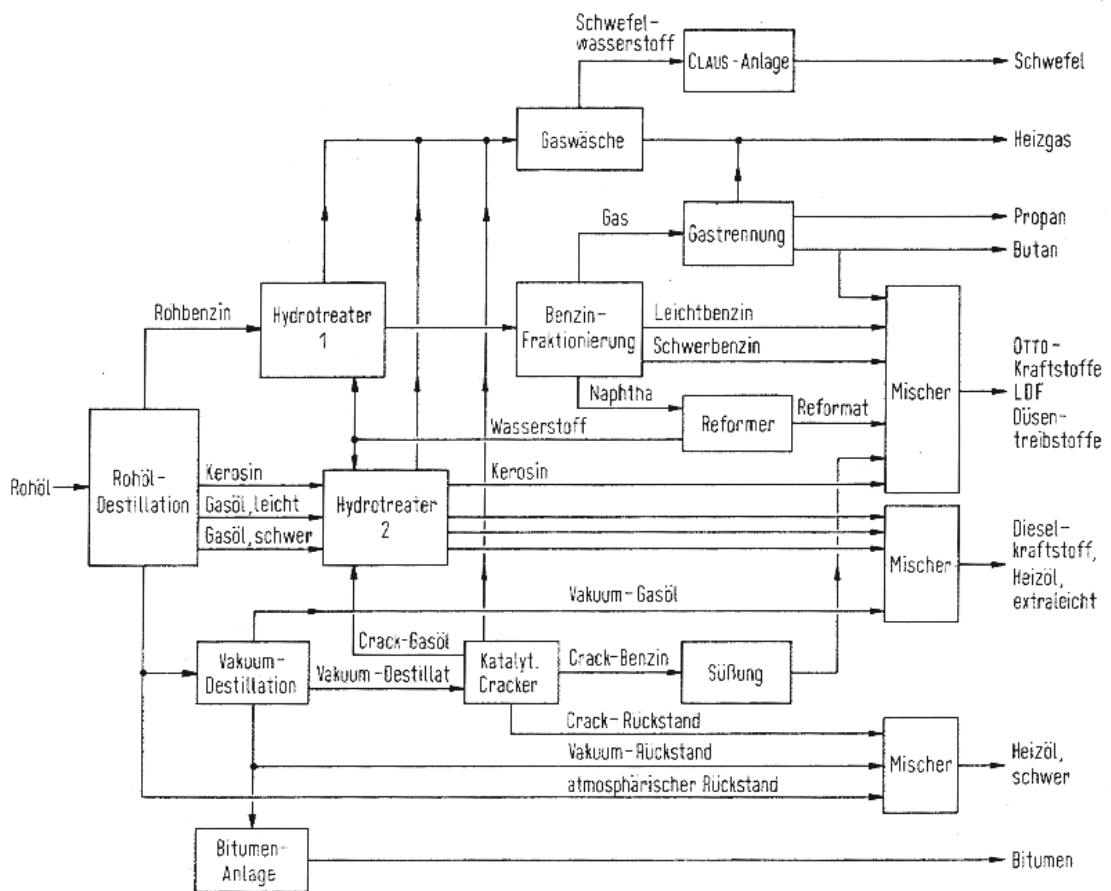 Schwefel-
wasserstoff
CLAUS-Anlage
Schwefel
Gaswäsche
Heizgas
Gas
Gastrennung
Propan
Butan
Rohbenzin
Hydrotreater
1
Benzin-
Fraktionierung
Leichtbenzin
Schwerbenzin
Naphtha
Reformer
Reformat
Wasserstoff
Mischer
OTTO-
Kraftstoffe
LDF
Düsen-
treibstoffe
Rohöl
Rohöl-
Destillation
Kerosin
Gasöl, leicht
Gasöl, schwer
Hydrotreater
2
Kerosin
Mischer
Diesel-
kraftstoff,
Heizöl,
extraleicht
Vakuum-Gasöl
Crack-Gasöl
Vakuum-
Destillation
Vakuum-Destillat
Katalyt.
Cracker
Crack-Benzin
Süßung
Crack-Rückstand
Vakuum-Rückstand
atmosphärischer Rückstand
Mischer
Heizöl,
schwer
Bitumen-
Anlage
Bitumen